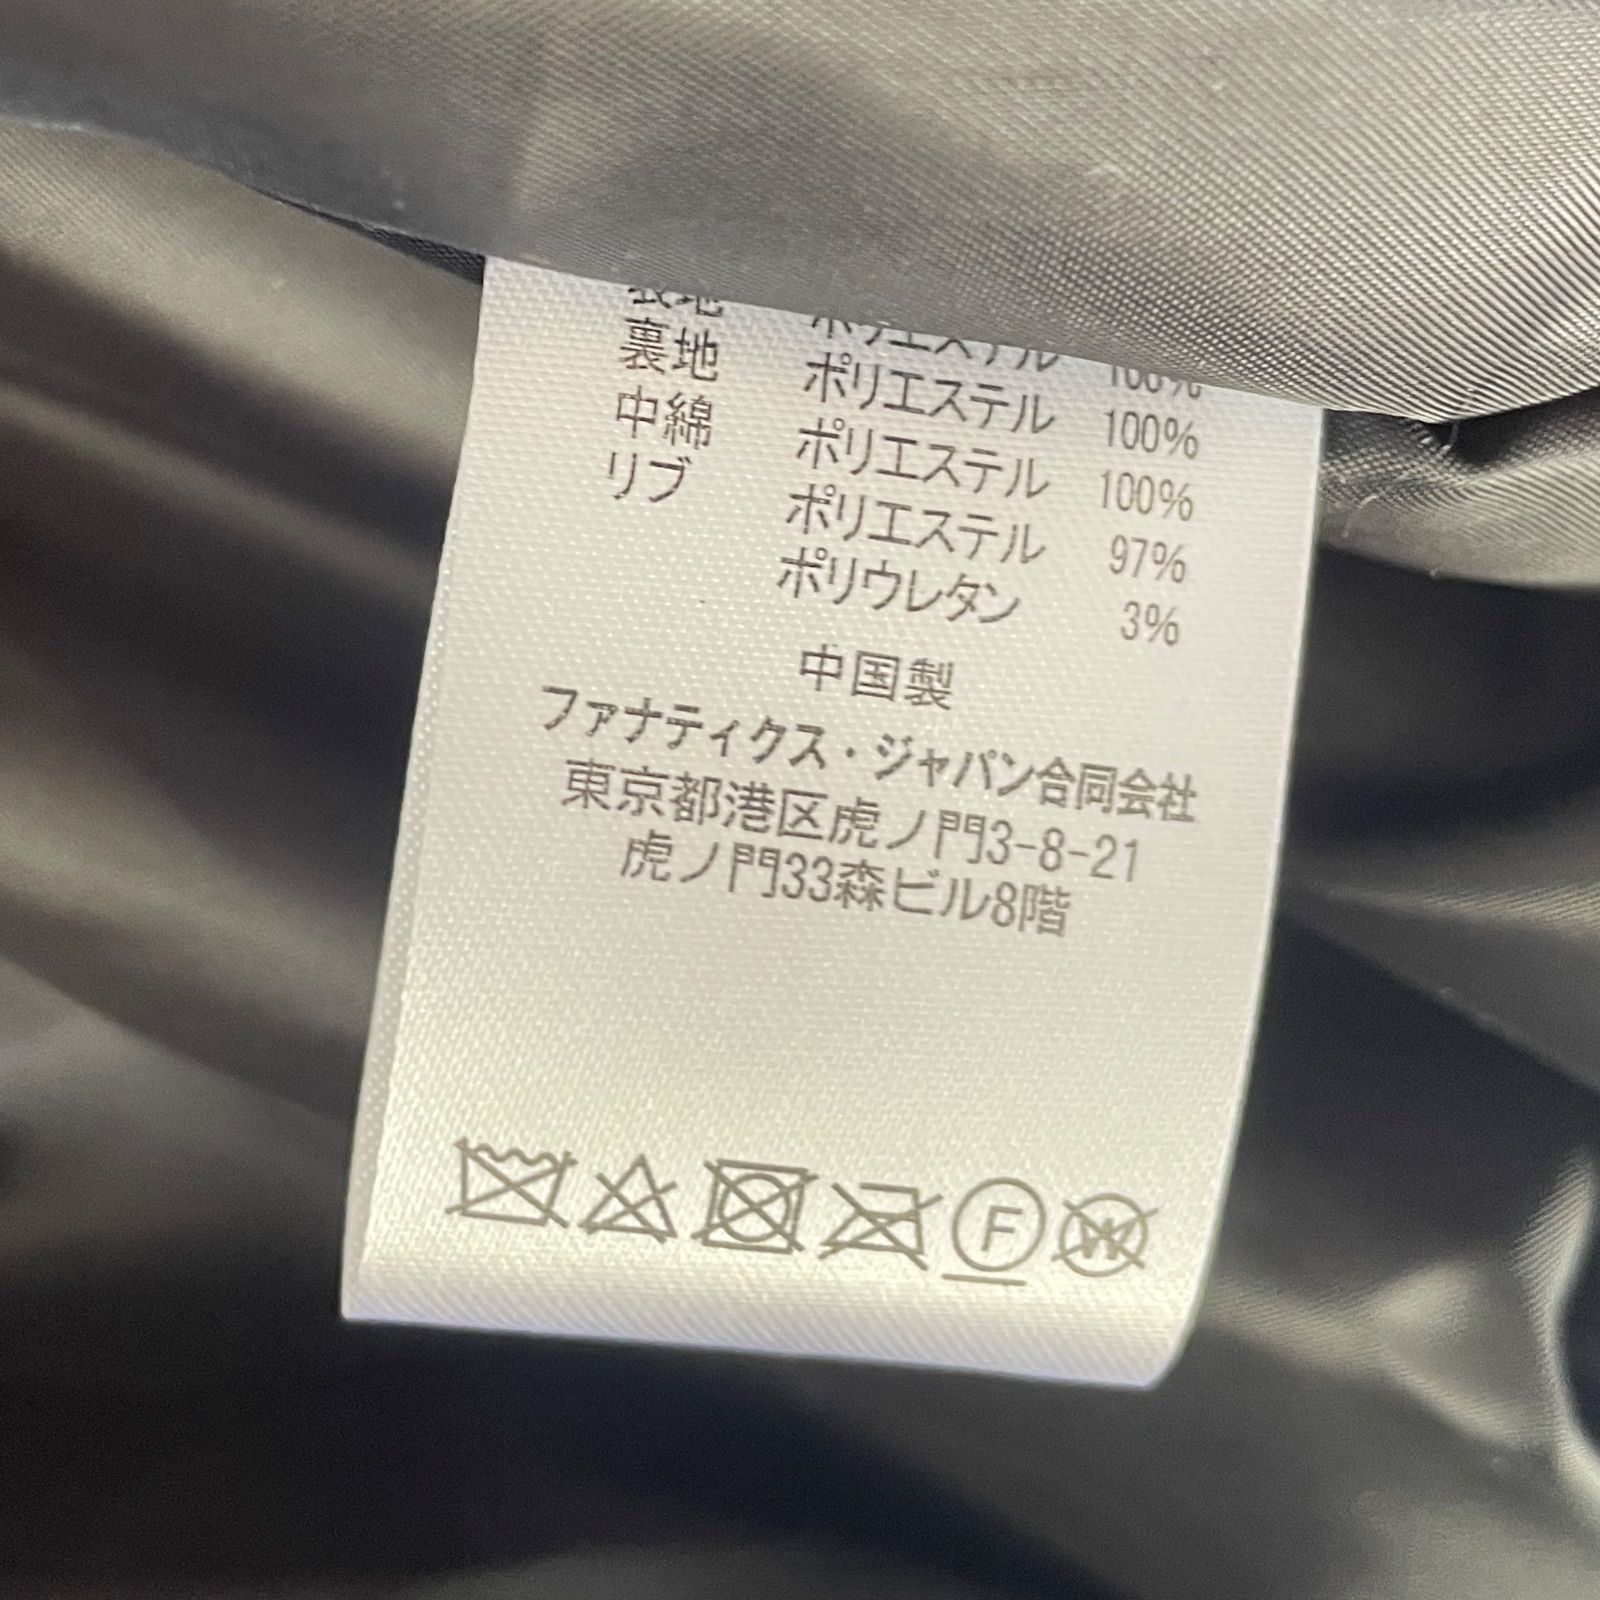 表地 ポリエステル 100%
裏地 ポリエステル 100%
中綿 ポリエステル 100%
リブ ポリエステル 97%
ポリウレタン 3%
中国製
ファナティクス・ジャパン合同会社
東京都港区虎ノ門3-8-21
虎ノ門33森ビル8階
F
W